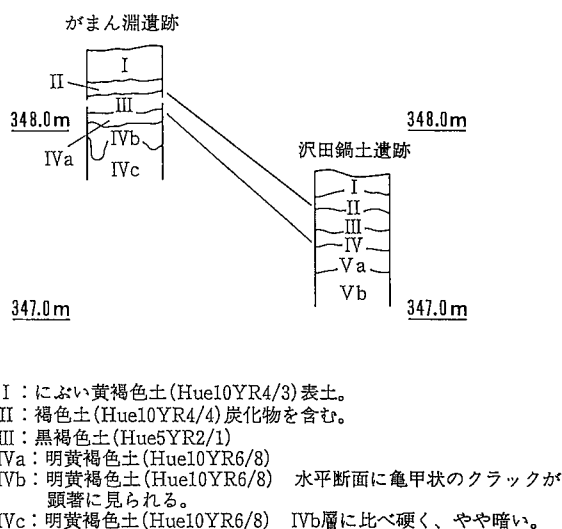 がまん淵遺跡
I
II
III
348.0m
348.0m
IVb
IVa
IVc
沢田鍋土遺跡
I
II
III
IV
Va
Vb
347.0m
347.0m
I：にぶい黄褐色土(Hue10YR4/3)表土。
II：褐色土(Hue10YR4/4)炭化物を含む。
III：黒褐色土(Hue5YR2/1)
IVa：明黄褐色土(Hue10YR6/8)
IVb：明黄褐色土(Hue10YR6/8)　水平断面に亀甲状のクラックが
顕著に見られる。
IVc：明黄褐色土(Hue10YR6/8)　IVb層に比べ硬く、やや暗い。